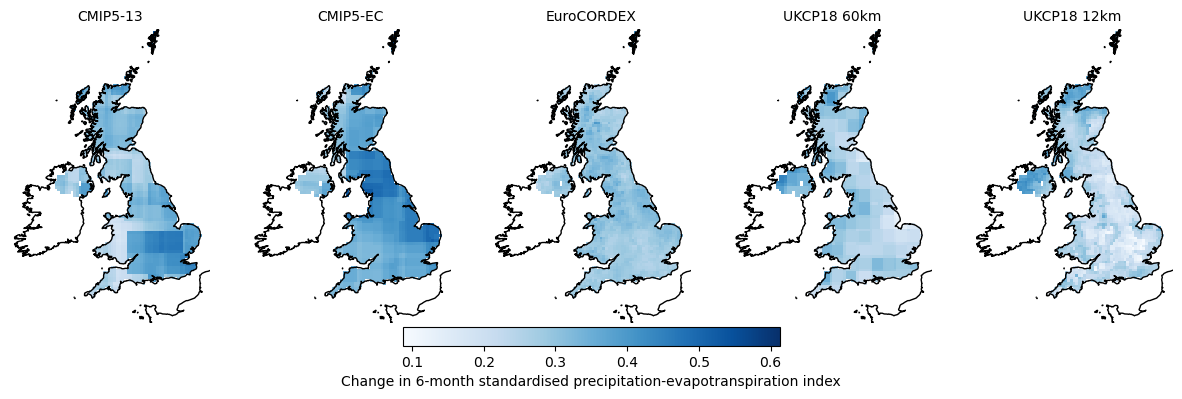 CMIP5-13 CMIP5-EC EuroCORDEX UKCP18 60km UKCP18 12km
0.1 0.2 0.3 0.4 0.5 0.6
Change in 6-month standardised precipitation-evapotranspiration index